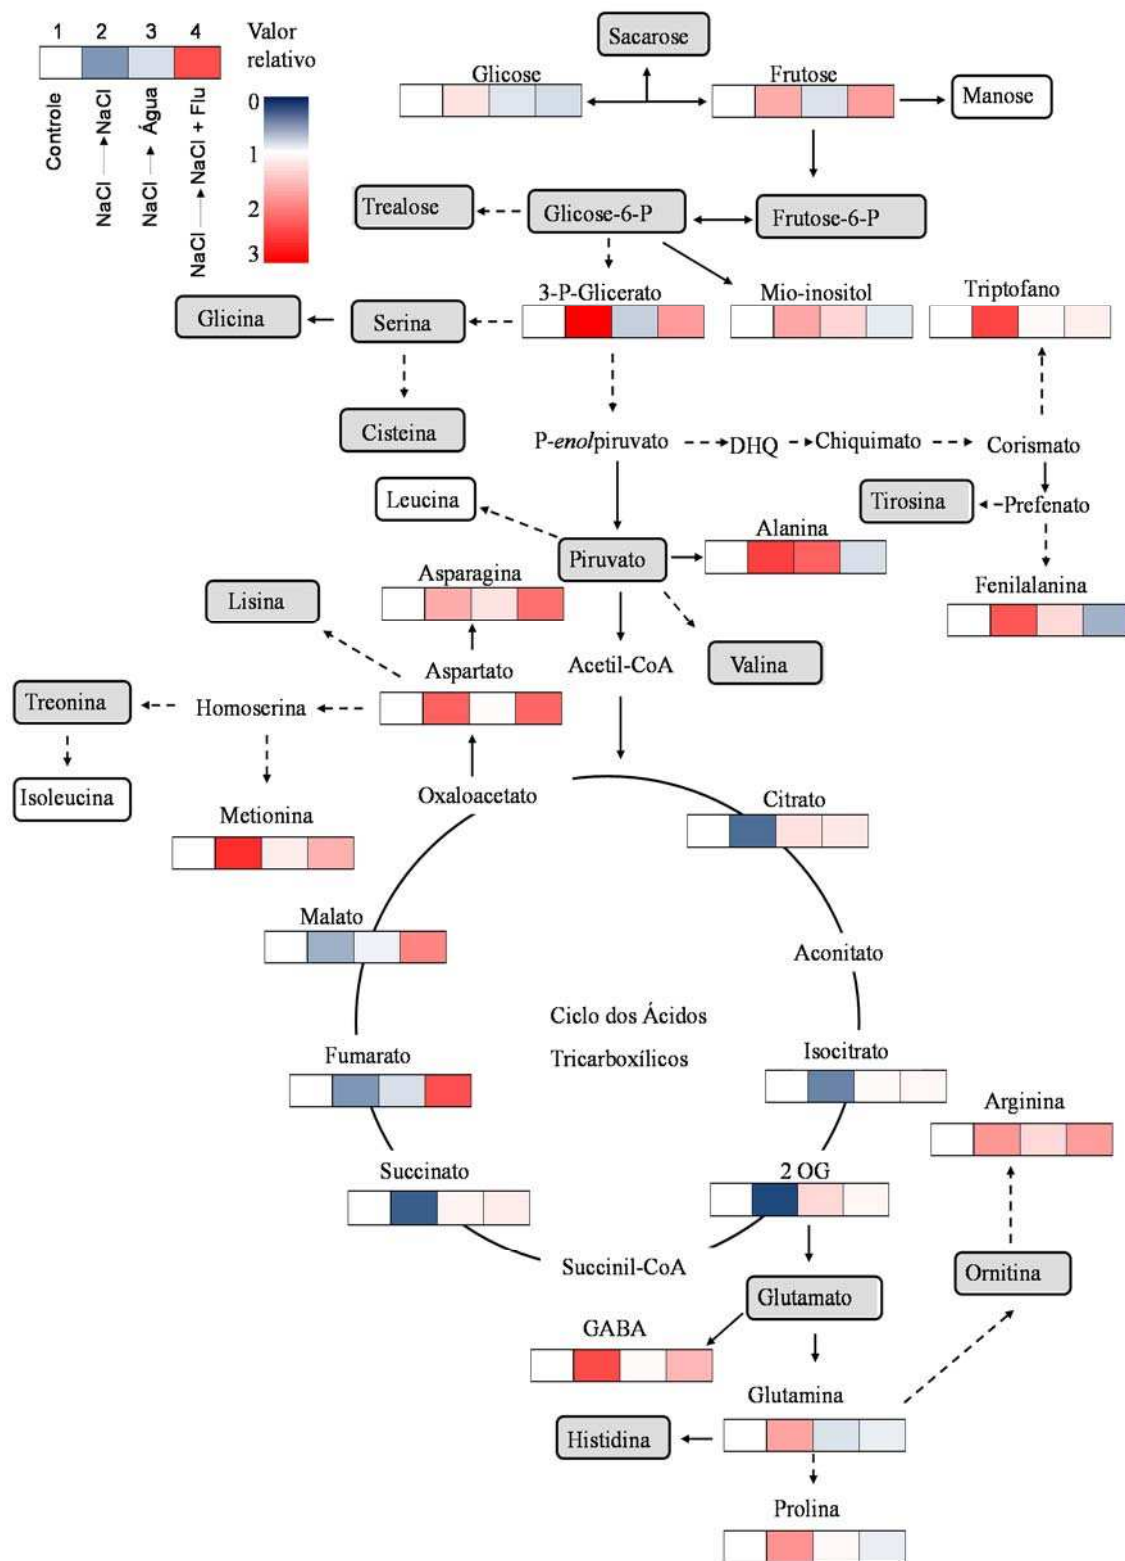 1 2 3 4
Valor
relativo
Controle
NaCl → NaCl
NaCl → Água
NaCl → NaCl + Flu
0
1
2
3
Sacarose
Glicose
Frutose
Manose
Trealose
Glicose-6-P
Frutose-6-P
3-P-Glicerato
Mio-inositol
Triptofano
Glicina
Serina
Cisteina
P-enolpiruvato
DHQ
Chiquimato
Corismato
Leucina
Tirosina
Prefenato
Piruvato
Alanina
Fenilalanina
Asparagina
Lisina
Aspartato
Acetil-CoA
Valina
Treonina
Homoserina
Isoleucina
Oxaloacetato
Citrato
Metionina
Malato
Aconitato
Ciclo dos Ácidos
Tricarboxílicos
Fumarato
Isocitrato
Arginina
Succinato
2 OG
Succinil-CoA
Ornitina
Glutamato
GABA
Glutamina
Histidina
Prolina